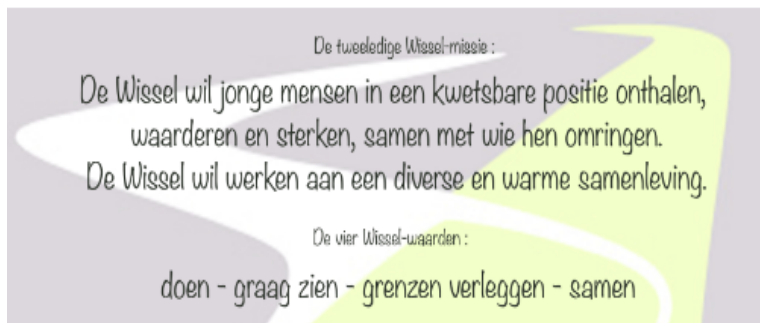 De tweeledige Wissel-missie :
De Wissel wil jonge mensen in een kwetsbare positie onthalen,
waarderen en sterken, samen met wie hen omringen.
De Wissel wil werken aan een diverse en warme samenleving.
De vier Wissel-waarden :
doen - graag zien - grenzen verleggen - samen